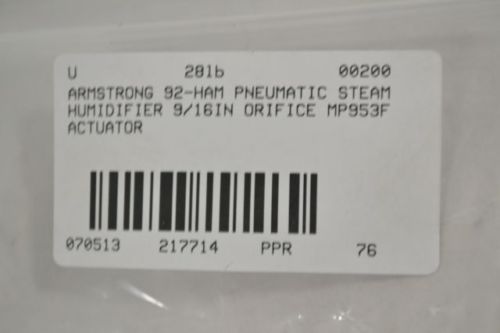 U 281b 00200
ARMSTRONG 92-HAM PNEUMATIC STEAM
HUMIDIFIER 9/16IN ORIFICE MP953F
ACTUATOR
070513 217714 PPR 76